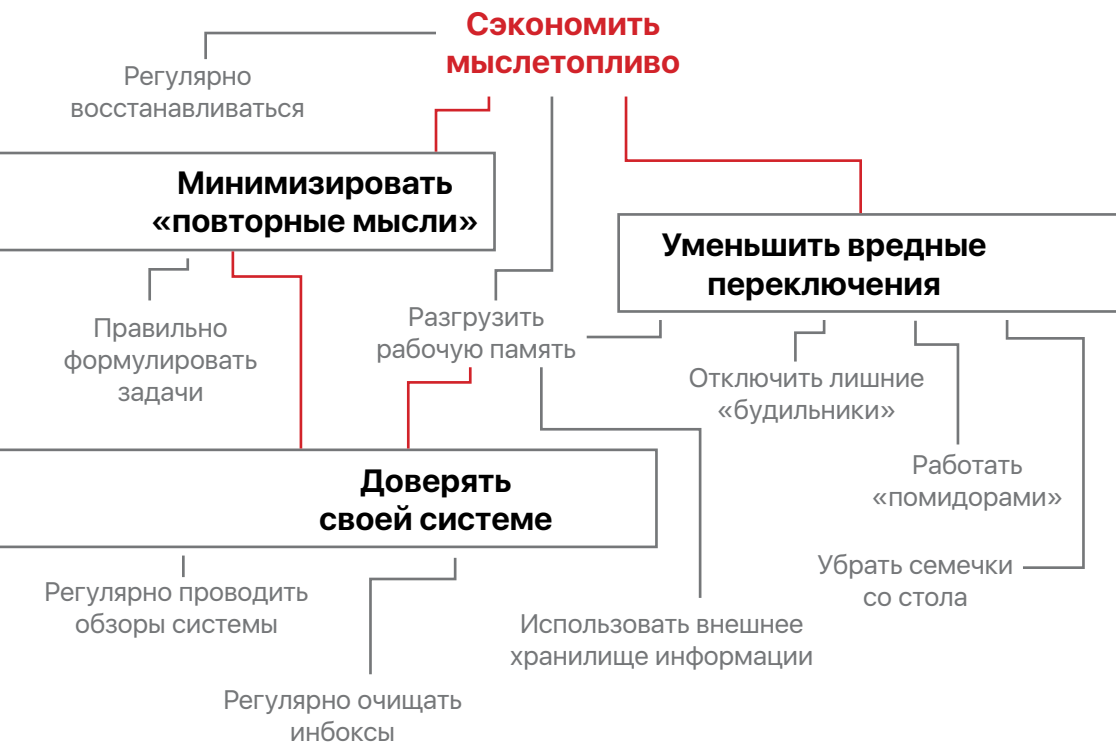 Сэкономить
мыслетопливо
Регулярно
восстанавливаться
Минимизировать
«повторные мысли»
Уменьшить вредные
переключения
Правильно
формулировать
задачи
Разгрузить
рабочую память
Отключить лишние
«будильники»
Работать
«помидорами»
Доверять
своей системе
Убрать семечки
со стола
Регулярно проводить
обзоры системы
Использовать внешнее
хранилище информации
Регулярно очищать
инбоксы